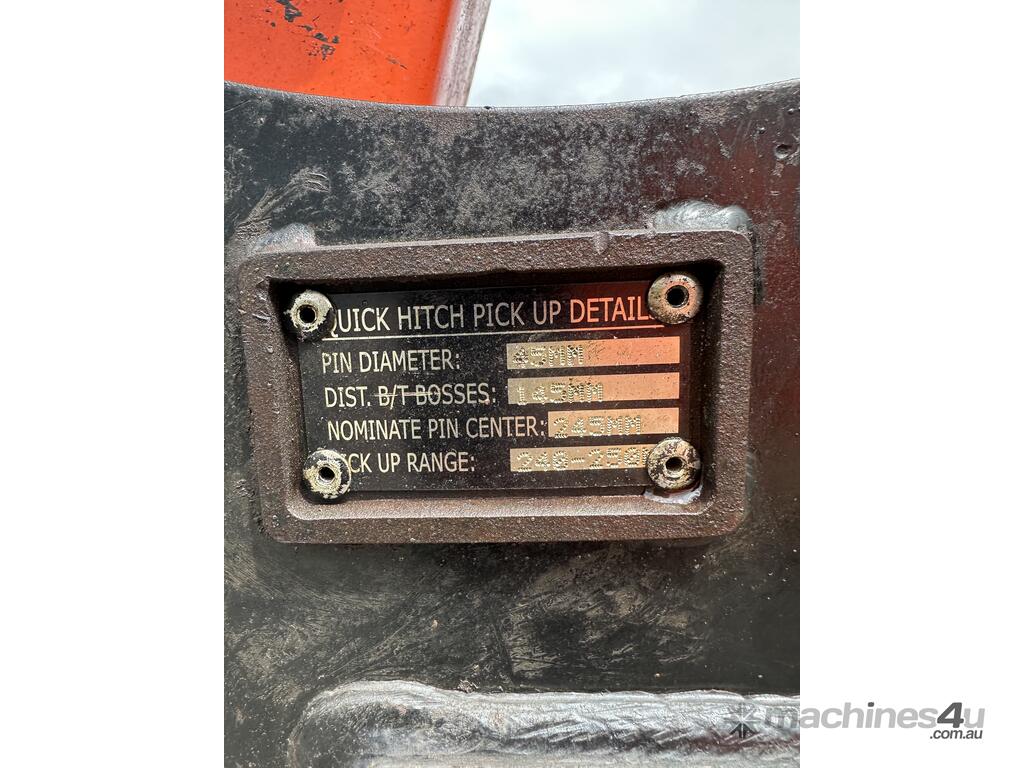 QUICK HITCH PICK UP DETAILS
PIN DIAMETER: 45MM
DIST. B/T BOSSES: 145MM
NOMINATE PIN CENTER: 245MM
PICK UP RANGE: 240-250M
machines4u
.com.au